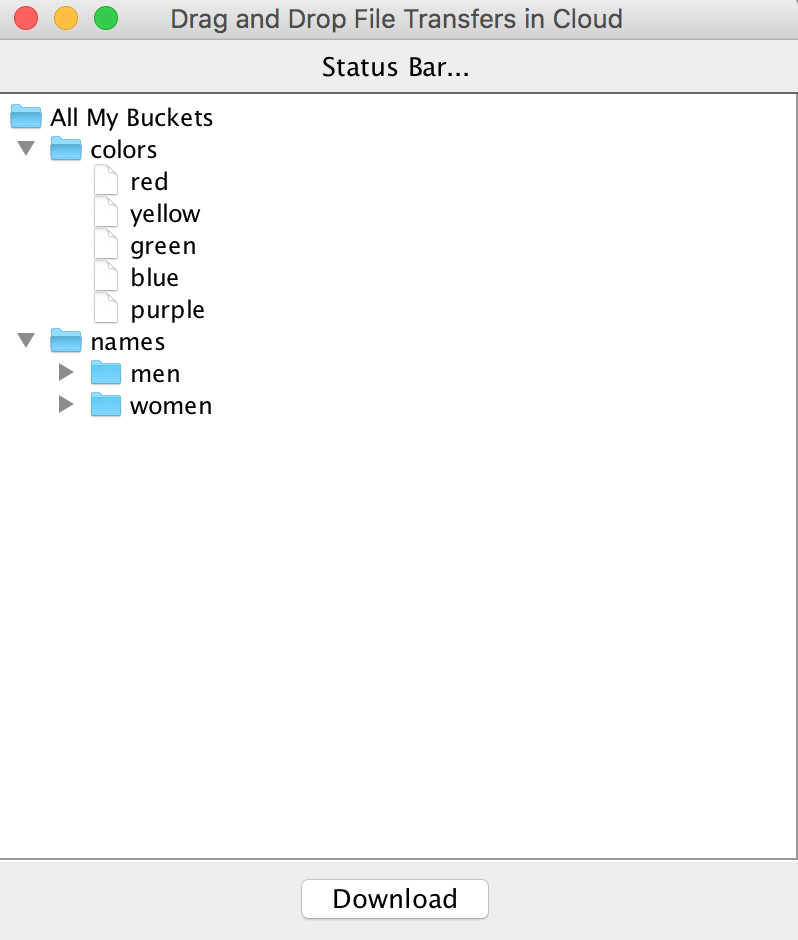 Drag and Drop File Transfers in Cloud
Status Bar...
All My Buckets
colors
red
yellow
green
blue
purple
names
men
women
Download